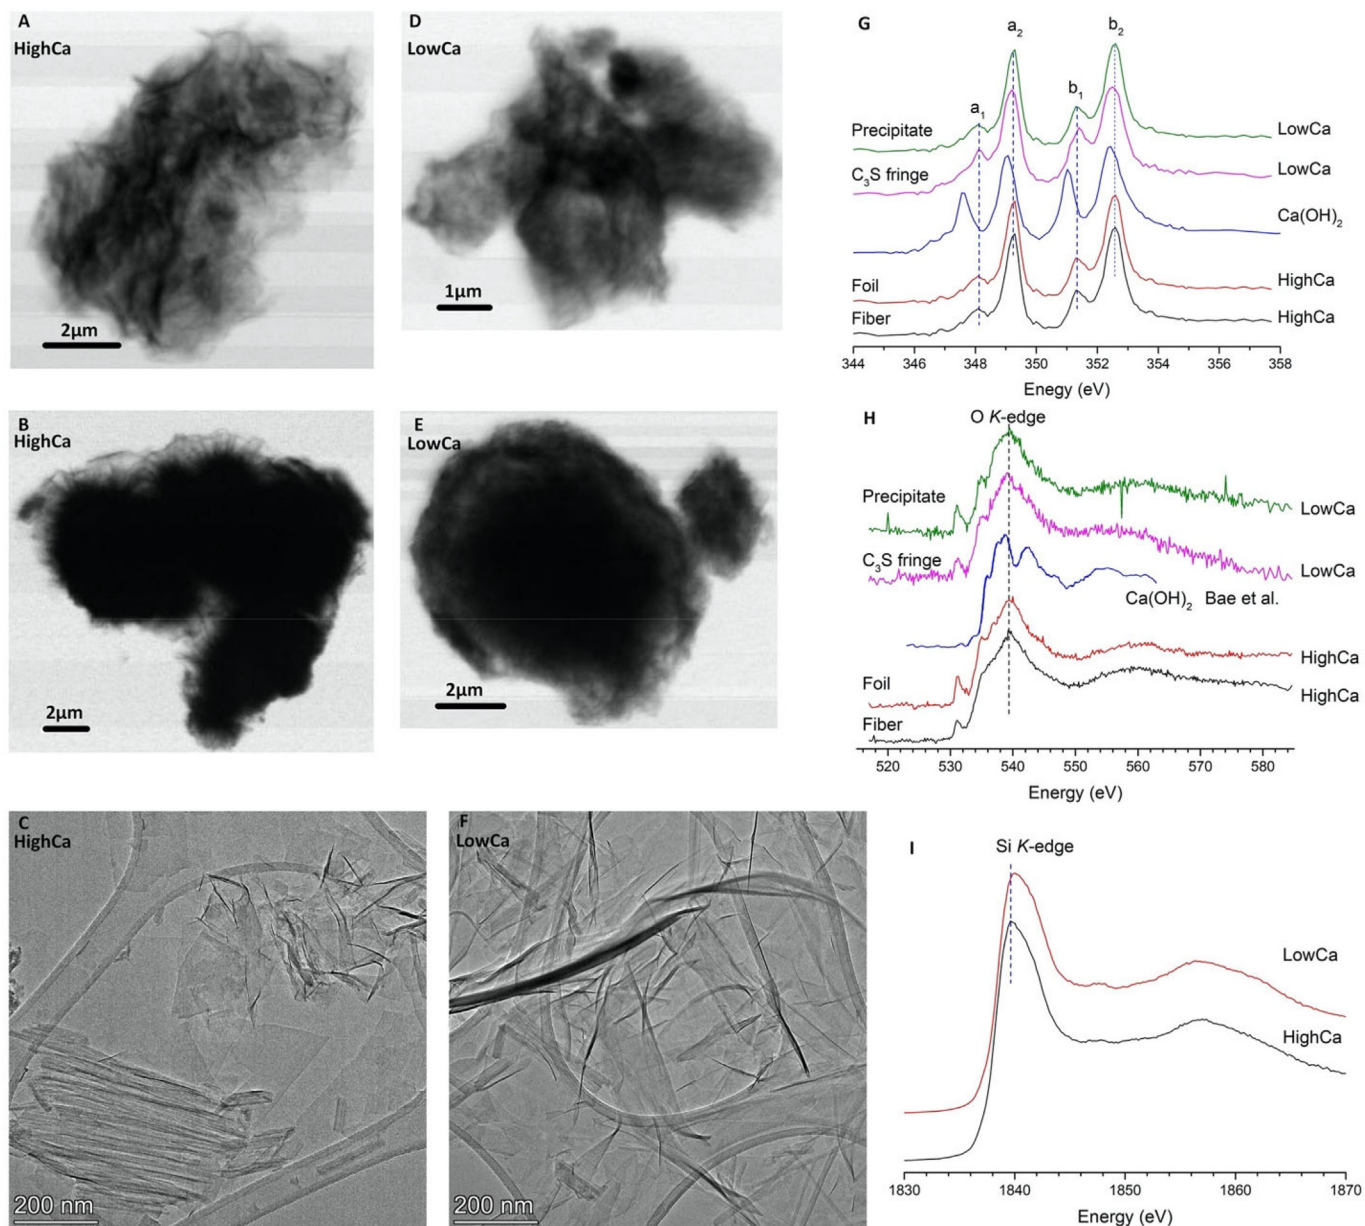 A
HighCa
2μm
D
LowCa
1μm
G
a₂
b₂
a₁
b₁
Precipitate
LowCa
C₃S fringe
LowCa
Ca(OH)₂
Foil
HighCa
Fiber
HighCa
344 346 348 350 352 354 356 358
Enegy (eV)
B
HighCa
2μm
E
LowCa
2μm
H
O K-edge
Precipitate
LowCa
C₃S fringe
LowCa
Ca(OH)₂ Bae et al.
HighCa
Foil
HighCa
Fiber
520 530 540 550 560 570 580
Energy (eV)
C
HighCa
200 nm
F
LowCa
200 nm
I
Si K-edge
LowCa
HighCa
1830 1840 1850 1860 1870
Energy (eV)